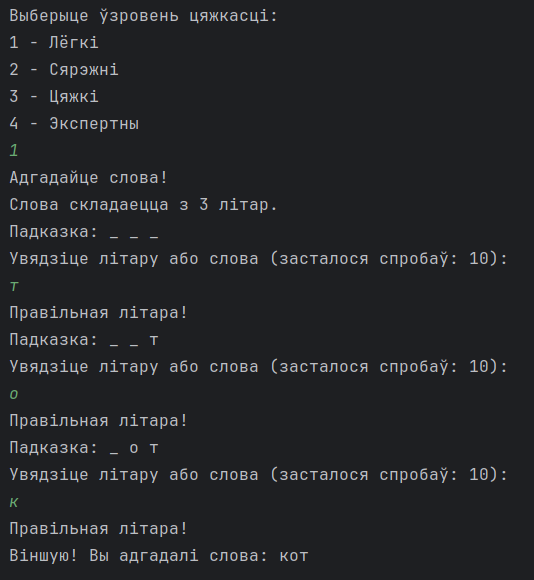 Выберыце ўзровень цяжкасці:
1 - Лёгкі
2 - Сярэжні
3 - Цяжкі
4 - Экспертны
1
Адгадайце слова!
Слова складаецца з 3 літар.
Падказка: _ _ _
Увядзіце літару або слова (засталося спробаў: 10):
т
Правільная літара!
Падказка: _ _ т
Увядзіце літару або слова (засталося спробаў: 10):
о
Правільная літара!
Падказка: _ о т
Увядзіце літару або слова (засталося спробаў: 10):
к
Правільная літара!
Віншую! Вы адгадалі слова: кот